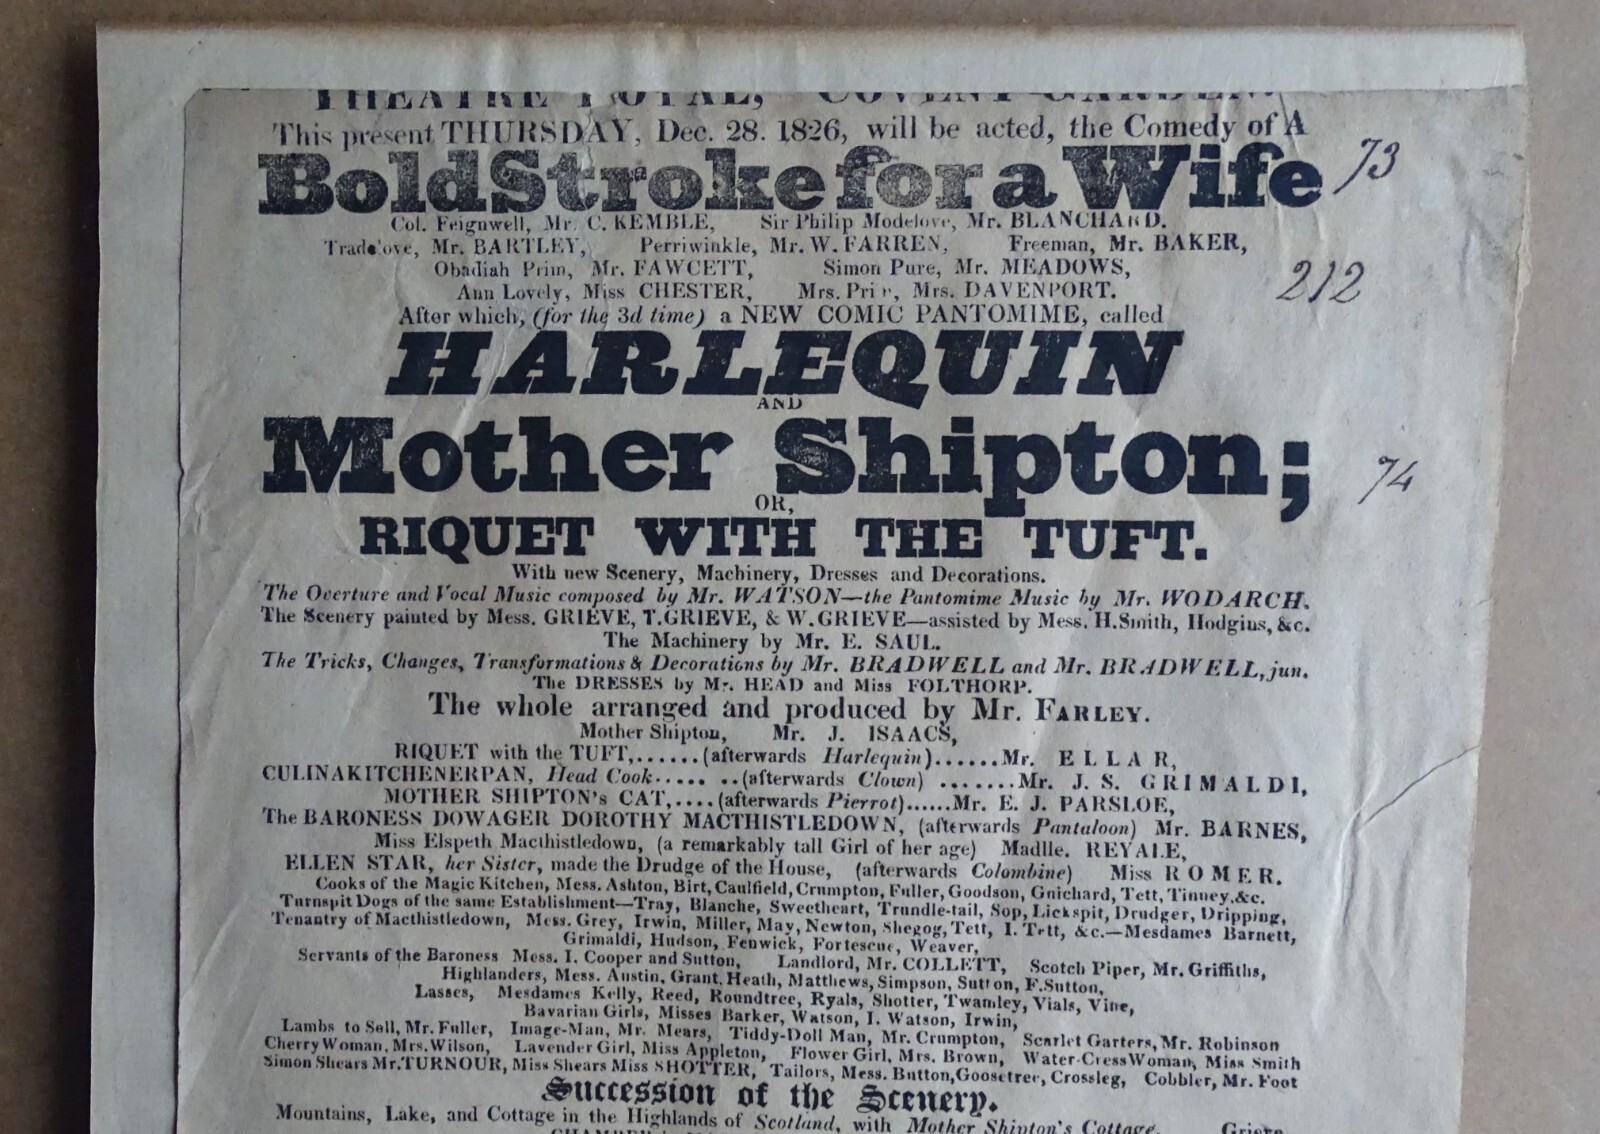 THEATRE ROYAL, COVENT-GARDEN.
This present THURSDAY, Dec. 28. 1826, will be acted, the Comedy of A
Bold Stroke for a Wife 73
Col. Feignwell, Mr. C. KEMBLE, Sir Philip Modelove, Mr. BLANCHARD.
Tradelove, Mr. BARTLEY, Perriwinkle, Mr. W. FARREN, Freeman, Mr. BAKER,
Obadiah Prim, Mr. FAWCETT, Simon Pure, Mr. MEADOWS,
212
Ann Lovely, Miss CHESTER, Mrs. Prim, Mrs. DAVENPORT.
After which, (for the 3d time) a NEW COMIC PANTOMIME, called
HARLEQUIN
AND
Mother Shipton;
74
OR,
RIQUET WITH THE TUFT.
With new Scenery, Machinery, Dresses and Decorations.
The Overture and Vocal Music composed by Mr. WATSON—the Pantomime Music by Mr. WODARCH.
The Scenery painted by Mess. GRIEVE, T. GRIEVE, & W. GRIEVE—assisted by Mess. H. Smith, Hodgins, &c.
The Machinery by Mr. E. SAUL.
The Tricks, Changes, Transformations & Decorations by Mr. BRADWELL and Mr. BRADWELL, jun.
The DRESSES by Mr. HEAD and Miss FOLTHORP.
The whole arranged and produced by Mr. FARLEY.
Mother Shipton, Mr. J. ISAACS,
RIQUET with the TUFT,......(afterwards Harlequin)......Mr. ELLAR,
CULINAKITCHENERPAN, Head Cook..... ..(afterwards Clown) .......Mr. J. S. GRIMALDI,
MOTHER SHIPTON's CAT,....(afterwards Pierrot)......Mr. E. J. PARSLOE,
The BARONESS DOWAGER DOROTHY MACTHISTLEDOWN, (afterwards Pantaloon) Mr. BARNES,
Miss Elspeth Macthistledown, (a remarkably tall Girl of her age) Madlle. REYALE,
ELLEN STAR, her Sister, made the Drudge of the House, (afterwards Colombine) Miss ROMER.
Cooks of the Magic Kitchen, Mess. Ashton, Birt, Caulfield, Crumpton, Fuller, Goodson, Gnichard, Tett, Tinney, &c.
Turnspit Dogs of the same Establishment—Tray, Blanche, Sweetheart, Trundle-tail, Sop, Lickspit, Drudger, Dripping,
Tenantry of Macthistledown, Mess. Grey, Irwin, Miller, May, Newton, Shegog, Tett, I. Tett, &c.—Mesdames Barnett,
Grimaldi, Hudson, Fenwick, Fortescue, Weaver,
Servants of the Baroness Mess. I. Cooper and Sutton, Landlord, Mr. COLLETT, Scotch Piper, Mr. Griffiths,
Highlanders, Mess. Austin, Grant, Heath, Matthews, Simpson, Sutton, F. Sutton,
Lasses, Mesdames Kelly, Reed, Roundtree, Ryals, Shotter, Twamley, Vials, Vine,
Bavarian Girls, Misses Barker, Watson, I. Watson, Irwin,
Lambs to Sell, Mr. Fuller, Image-Man, Mr. Mears, Tiddy-Doll Man, Mr. Crumpton, Scarlet Garters, Mr. Robinson
Cherry Woman, Mrs. Wilson, Lavender Girl, Miss Appleton, Flower Girl, Mrs. Brown, Water-Cress Woman, Miss Smith
Simon Shears Mr. TURNOUR, Miss Shears Miss SHOTTER, Tailors, Mess. Button, Goosetree, Crossleg, Cobbler, Mr. Foot
Succession of the Scenery.
Mountains, Lake, and Cottage in the Highlands of Scotland, with Mother Shipton's Cottage. Grieve